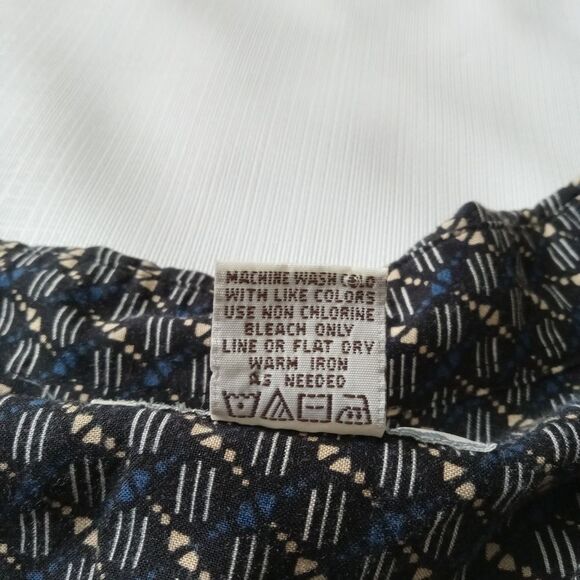 MACHINE WASH COLD
WITH LIKE COLORS
USE NON CHLORINE
BLEACH ONLY
LINE OR FLAT DRY
WARM IRON
AS NEEDED